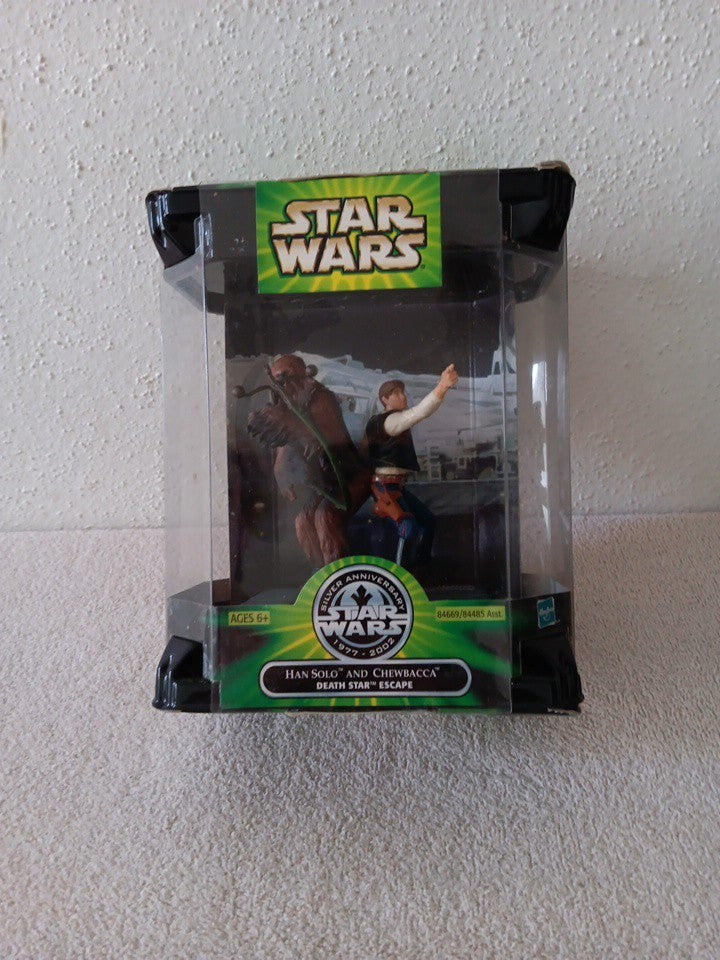 STAR
WARS
AGES 6+
SILVER ANNIVERSARY
STAR
WARS
1977 - 2002
84669/84485 Asst.
Hasbro
HAN SOLO™ AND CHEWBACCA™
DEATH STAR™ ESCAPE